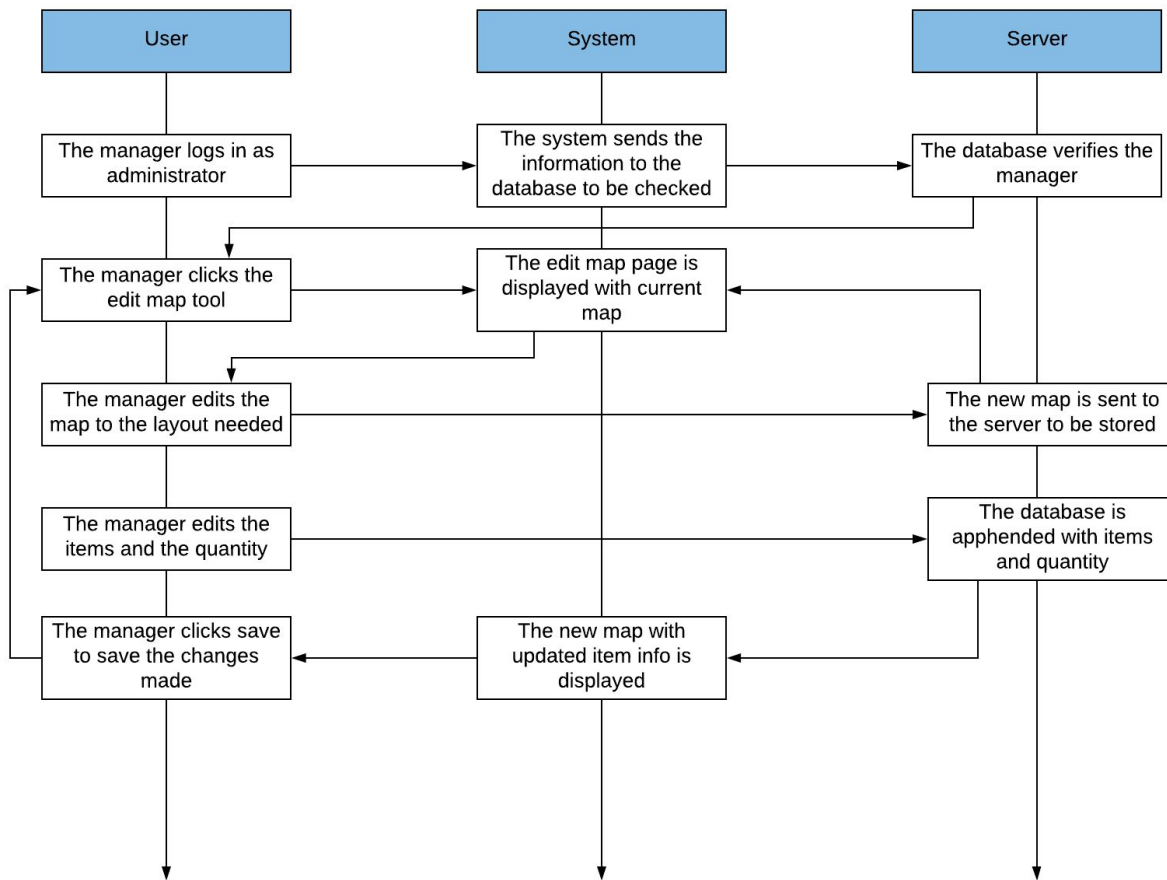 User
System
Server
The manager logs in as
administrator
The system sends the
information to the
database to be checked
The database verifies the
manager
The manager clicks the
edit map tool
The edit map page is
displayed with current
map
The manager edits the
map to the layout needed
The new map is sent to
the server to be stored
The manager edits the
items and the quantity
The database is
apphended with items
and quantity
The manager clicks save
to save the changes
made
The new map with
updated item info is
displayed